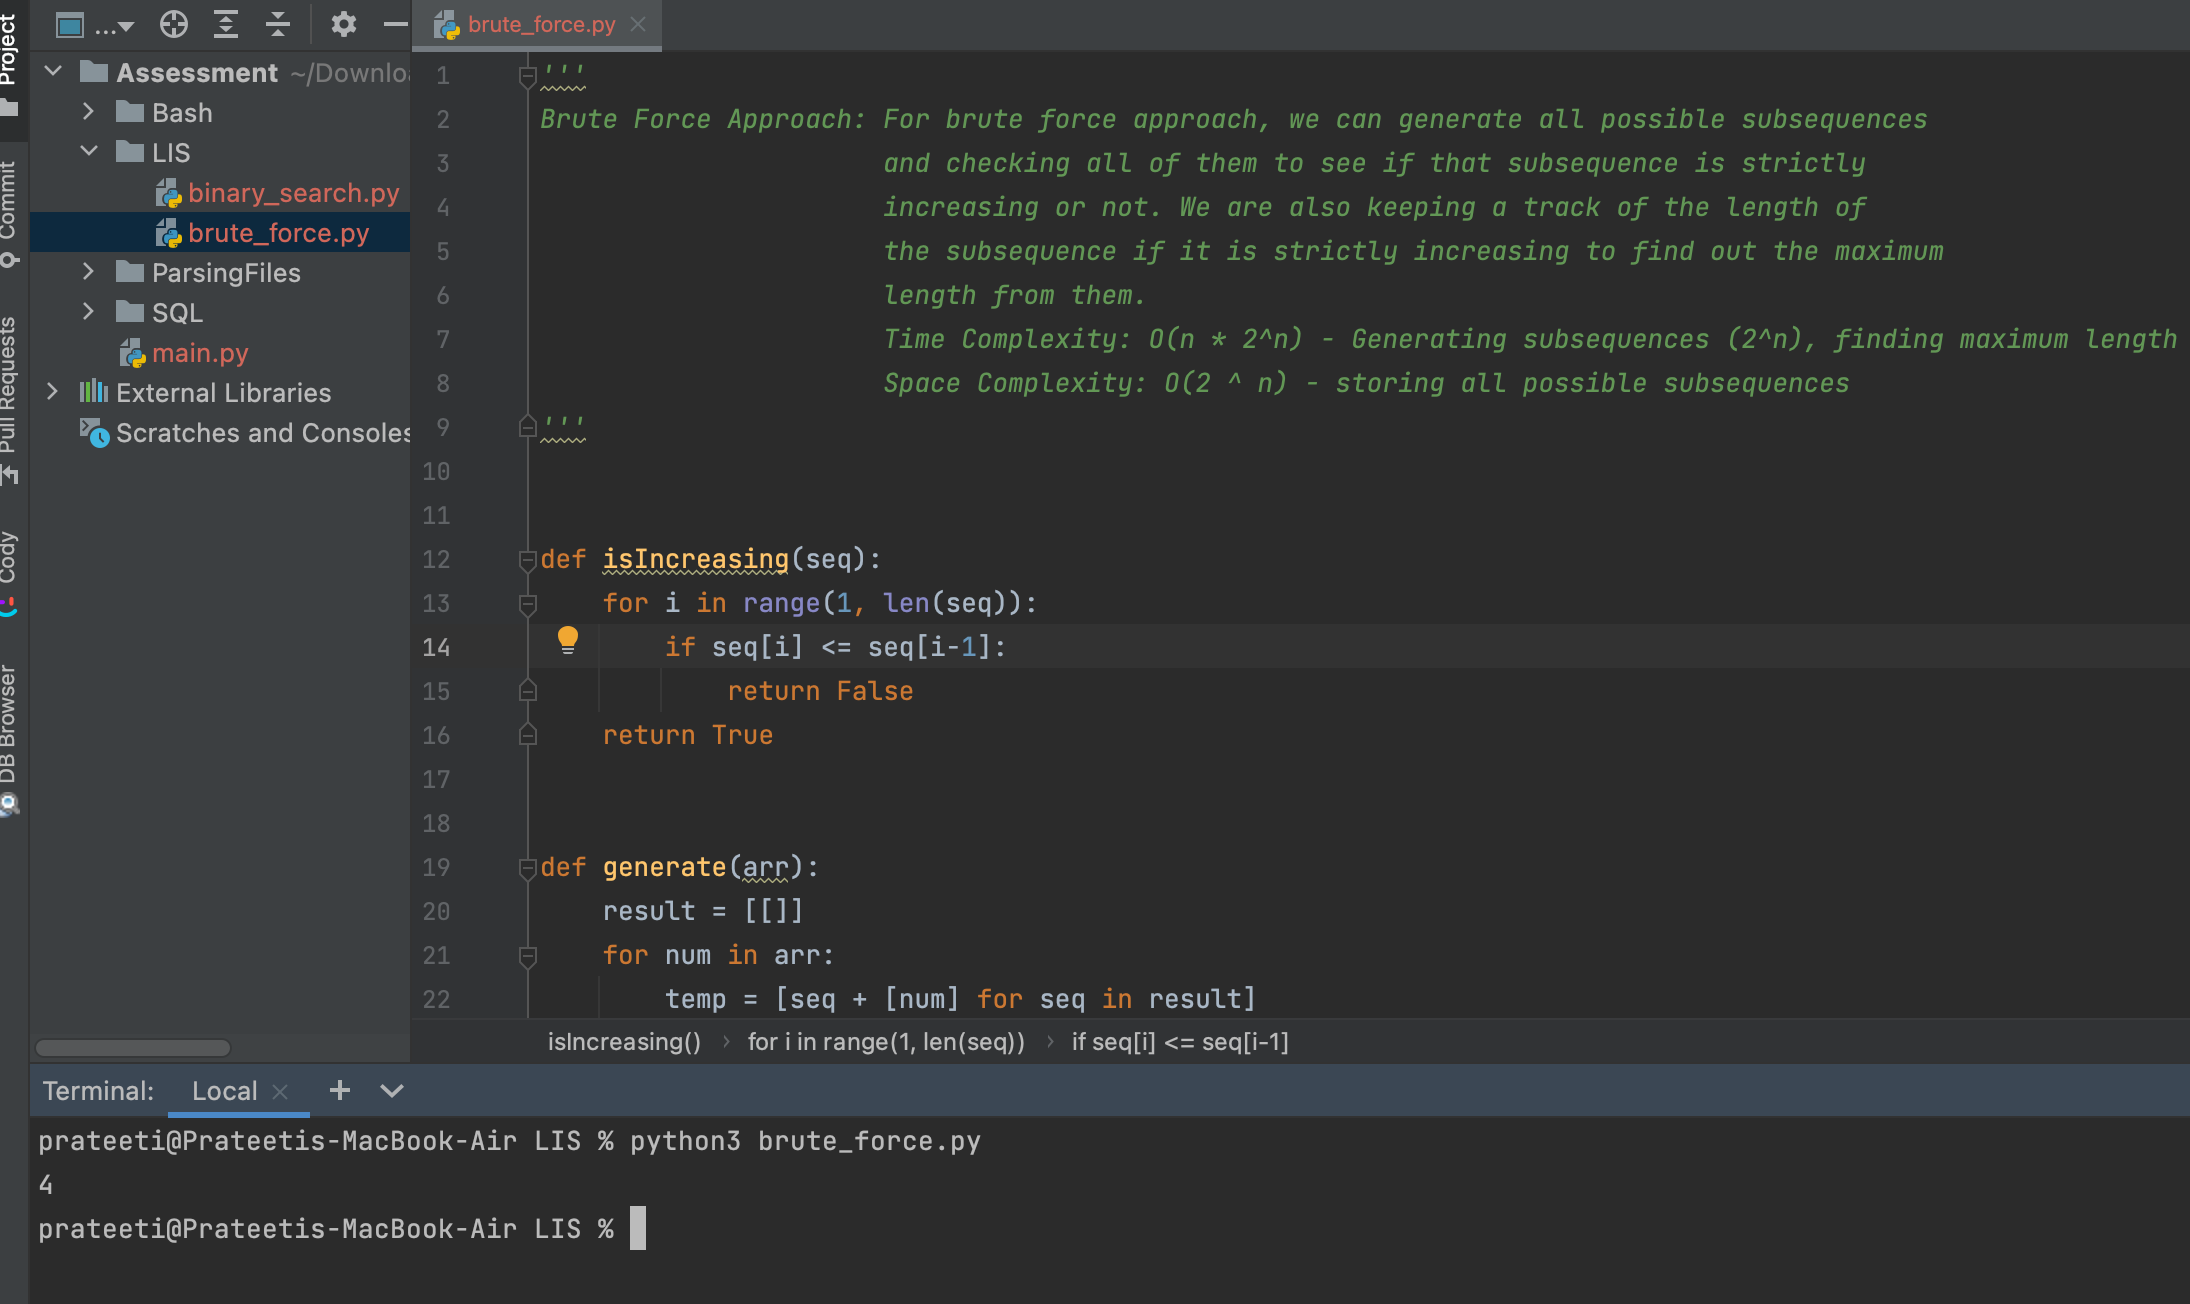 Project
Commit
Pull Requests
Cody
DB Browser
...
Assessment ~/Downlo
Bash
LIS
binary_search.py
brute_force.py
ParsingFiles
SQL
main.py
External Libraries
Scratches and Consoles
brute_force.py
1 '''
2 Brute Force Approach: For brute force approach, we can generate all possible subsequences
3 and checking all of them to see if that subsequence is strictly
4 increasing or not. We are also keeping a track of the length of
5 the subsequence if it is strictly increasing to find out the maximum
6 length from them.
7 Time Complexity: O(n * 2^n) - Generating subsequences (2^n), finding maximum length
8 Space Complexity: O(2 ^ n) - storing all possible subsequences
9 '''
10
11
12 def isIncreasing(seq):
13 for i in range(1, len(seq)):
14 if seq[i] <= seq[i-1]:
15 return False
16 return True
17
18
19 def generate(arr):
20 result = [[]]
21 for num in arr:
22 temp = [seq + [num] for seq in result]
isIncreasing() › for i in range(1, len(seq)) › if seq[i] <= seq[i-1]
Terminal: Local
prateeti@Prateetis-MacBook-Air LIS % python3 brute_force.py
4
prateeti@Prateetis-MacBook-Air LIS %